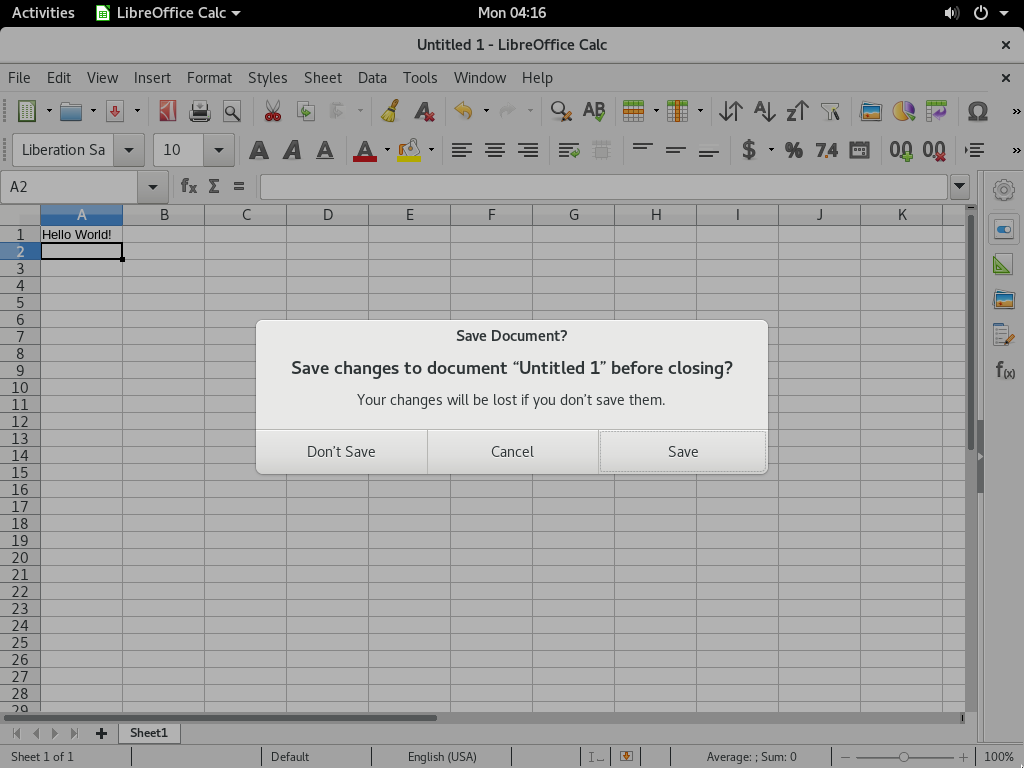 Activities LibreOffice Calc Mon 04:16
Untitled 1 - LibreOffice Calc
File Edit View Insert Format Styles Sheet Data Tools Window Help
Liberation Sa 10 $ % 7.4 00 0.0
A2 fx Σ =
A B C D E F G H I J K
1 Hello World!
2
3
4
5
6
7
8
9
10
11
12
13
14
15
16
17
18
19
20
21
22
23
24
25
26
27
28
29
Save Document?
Save changes to document “Untitled 1” before closing?
Your changes will be lost if you don’t save them.
Don’t Save Cancel Save
Sheet1
Sheet 1 of 1 Default English (USA) Average: ; Sum: 0 100%